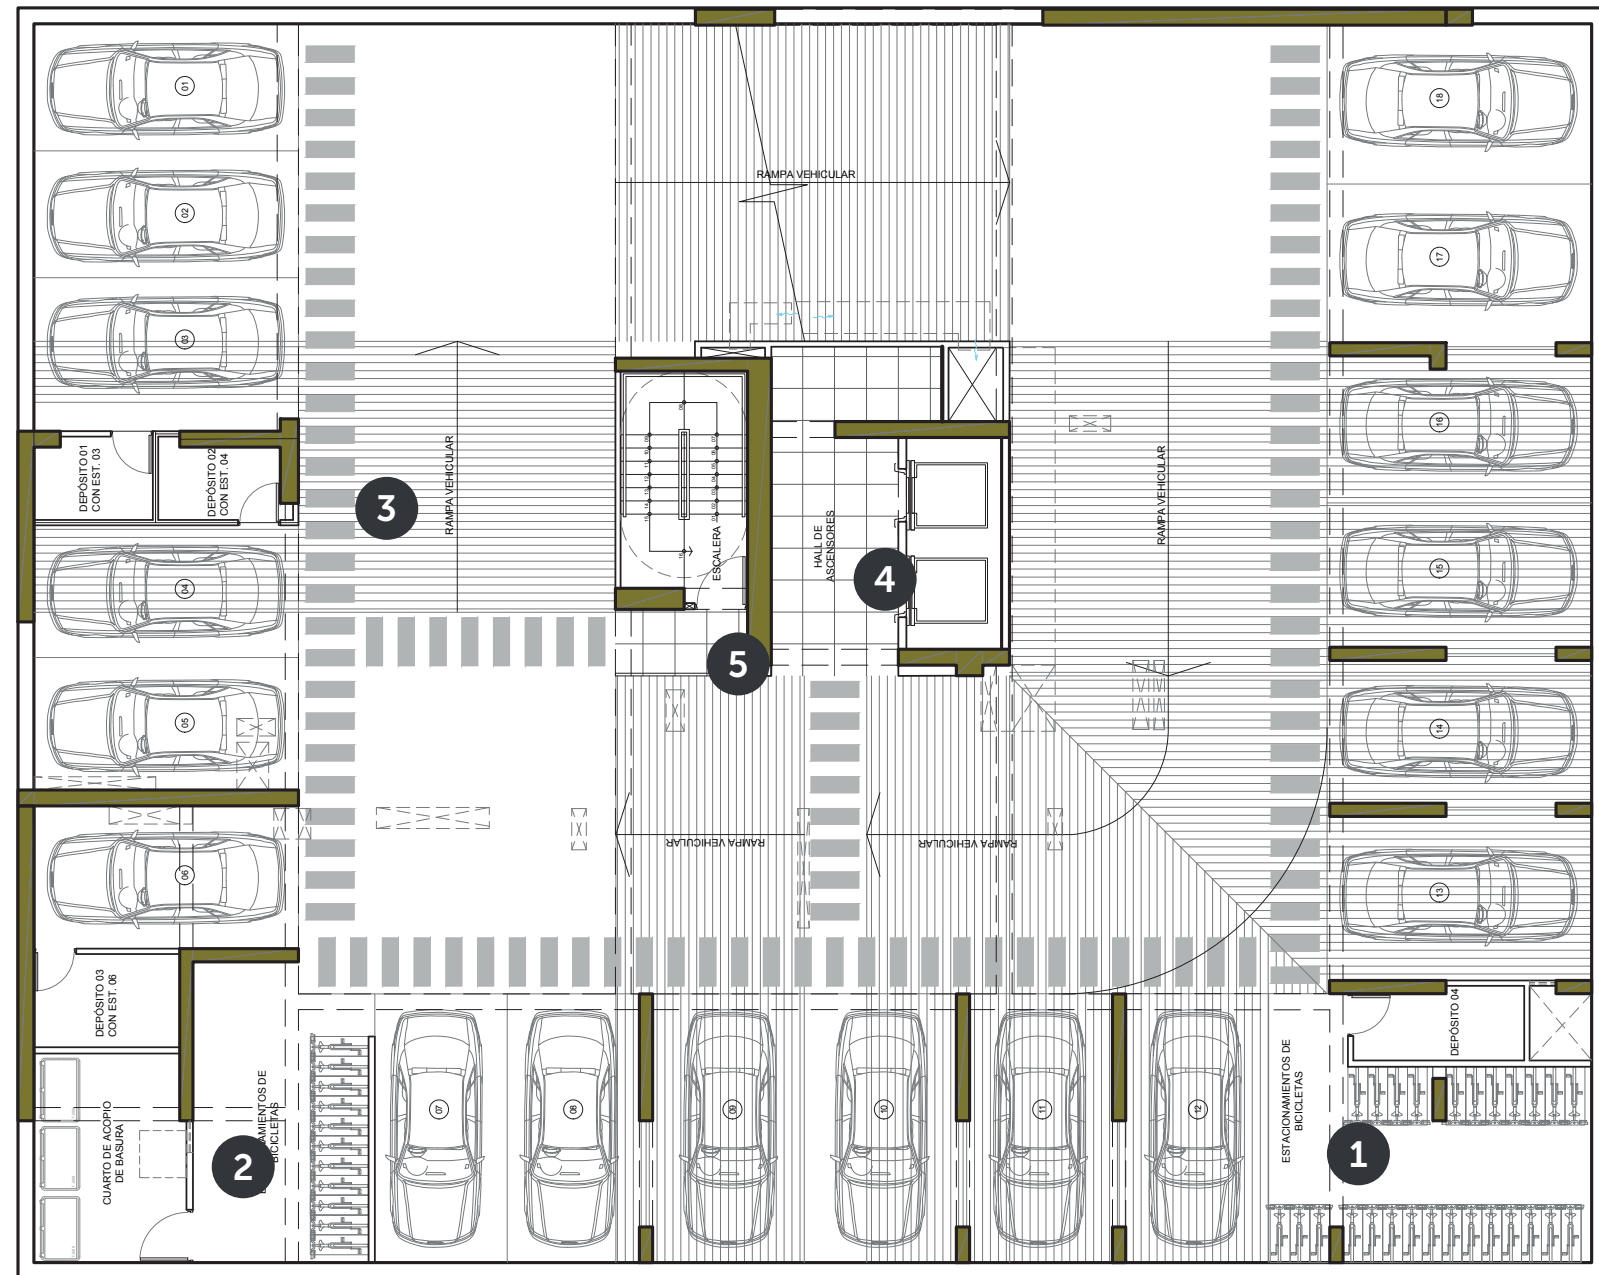 01
18
02
RAMPA VEHICULAR
17
03
16
RAMPA VEHICULAR
RAMPA VEHICULAR
DEPÓSITO 01
CON EST. 03
DEPÓSITO 02
CON EST. 04
3
ESCALERA
HALL DE
ASCENSORES
4
15
04
5
05
14
RAMPA VEHICULAR
RAMPA VEHICULAR
06
13
DEPÓSITO 03
CON EST. 06
DEPÓSITO 04
07
08
09
10
11
12
CUARTO DE ACOPIO
DE BASURA
2
BICICLETAS
ESTACIONAMIENTOS DE
BICICLETAS
1